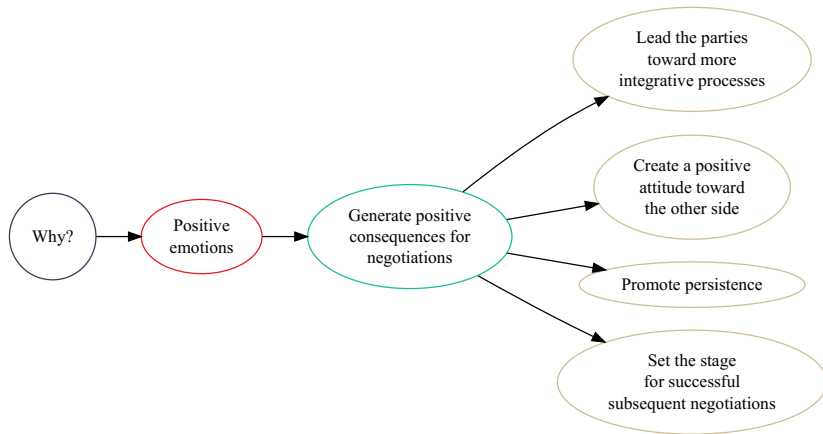 Why?
Positive
emotions
Generate positive
consequences for
negotiations
Lead the parties
toward more
integrative processes
Create a positive
attitude toward
the other side
Promote persistence
Set the stage
for successful
subsequent negotiations